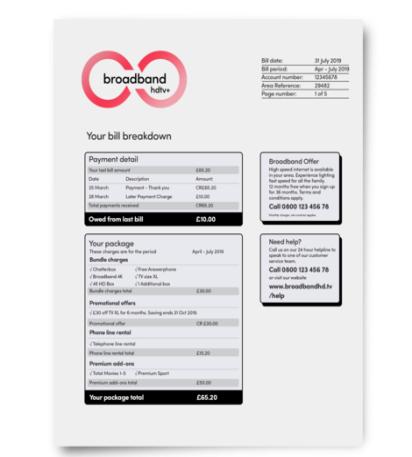 broadband
hdtv+
Bill date: 31 July 2019
Bill period: Apr - July 2019
Account number: 12345678
Area Reference: 29482
Page number: 1 of 5
Your bill breakdown
Payment detail
Your last bill amount £65.20
Date Description Amount
25 March Payment - Thank you CR£65.20
28 March Later Payment Charge £10.00
Total payments received CR65.20
Owed from last bill £10.00
Broadband Offer
High speed internet is available
in your area. Experience lighting
fast speed for all the family.
12 months free when you sign up
for 36 months. Terms and
conditions apply.
Call 0800 123 456 78
Your package
These charges are for the period April - July 2019
Bundle charges
√ Chatterbox √ Free Answerphone
√ Broadband 4K √ TV size XL
√ 4E HD Box √ 1 Additional box
Bundle charges total £30.00
Promotional offers
√ £30 off TV XL for 6 months. Saving ends 31 Oct 2019.
Promotional offer CR £30.00
Phone line rental
√ Telephone line rental
Phone line rental total £15.20
Premium add-ons
√ Total Movies 1-5 √ Premium Sport
Premium add-ons total £50.00
Your package total £65.20
Need help?
Call us on our 24 hour helpline to
speak to one of our customer
service team.
Call 0800 123 456 78
or visit our website
www.broadbandhd.tv
/help